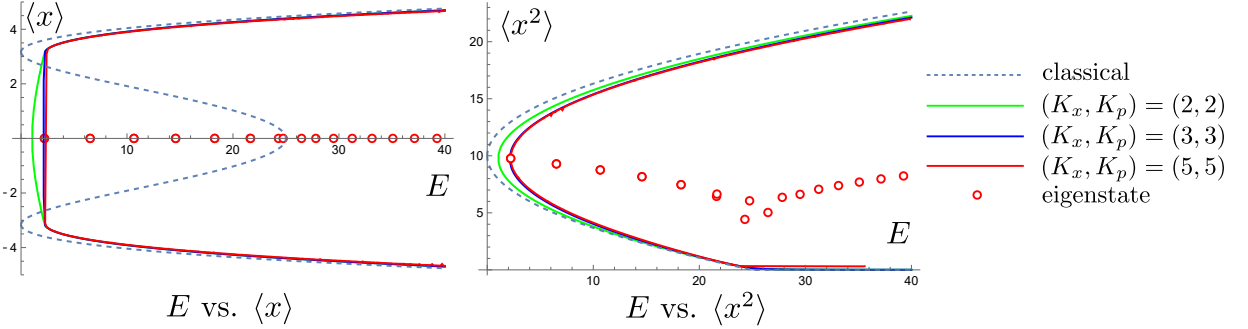 ⟨x⟩
4
2
0
-2
-4
10
20
30
40
E
E vs. ⟨x⟩
⟨x²⟩
20
15
10
5
10
20
30
40
E
E vs. ⟨x²⟩
classical
(Kₓ, Kₚ) = (2, 2)
(Kₓ, Kₚ) = (3, 3)
(Kₓ, Kₚ) = (5, 5)
eigenstate